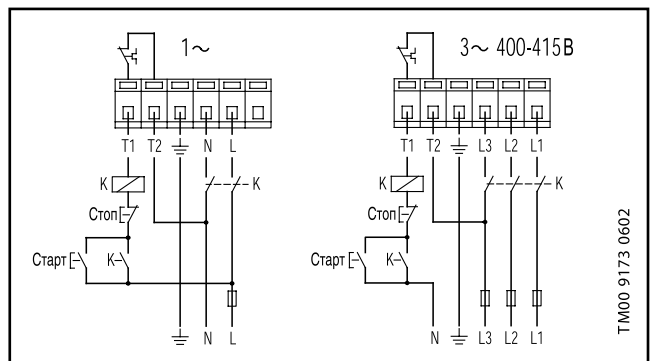 1~
T1 T2 N L
K
K
Стоп
Старт
K
N L
3~ 400-415В
T1 T2 L3 L2 L1
K
K
Стоп
Старт
K
N L3 L2 L1
TM00 9173 0602